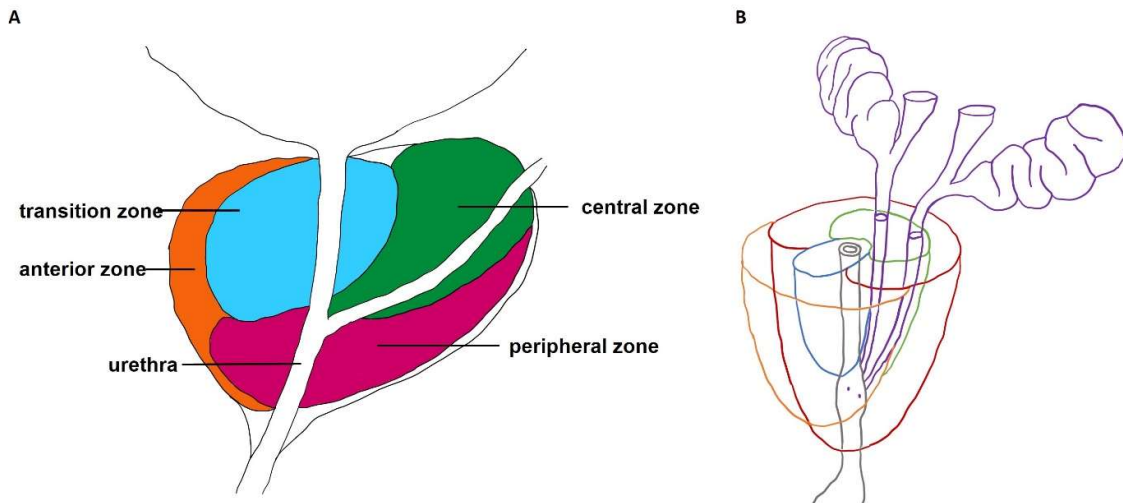 A
B
transition zone
central zone
anterior zone
peripheral zone
urethra